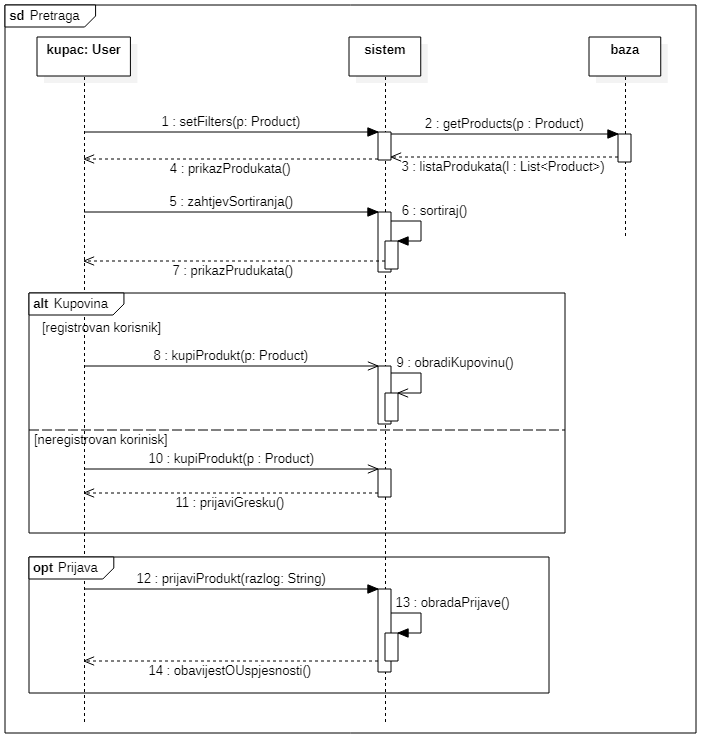 sd Pretraga
kupac: User
sistem
baza
1 : setFilters(p: Product)
2 : getProducts(p : Product)
3 : listaProdukata(l : List<Product>)
4 : prikazProdukata()
5 : zahtjevSortiranja()
6 : sortiraj()
7 : prikazPrudukata()
alt Kupovina
[registrovan korisnik]
8 : kupiProdukt(p: Product)
9 : obradiKupovinu()
[neregistrovan korinisk]
10 : kupiProdukt(p : Product)
11 : prijaviGresku()
opt Prijava
12 : prijaviProdukt(razlog: String)
13 : obradaPrijave()
14 : obavijestOUspjesnosti()